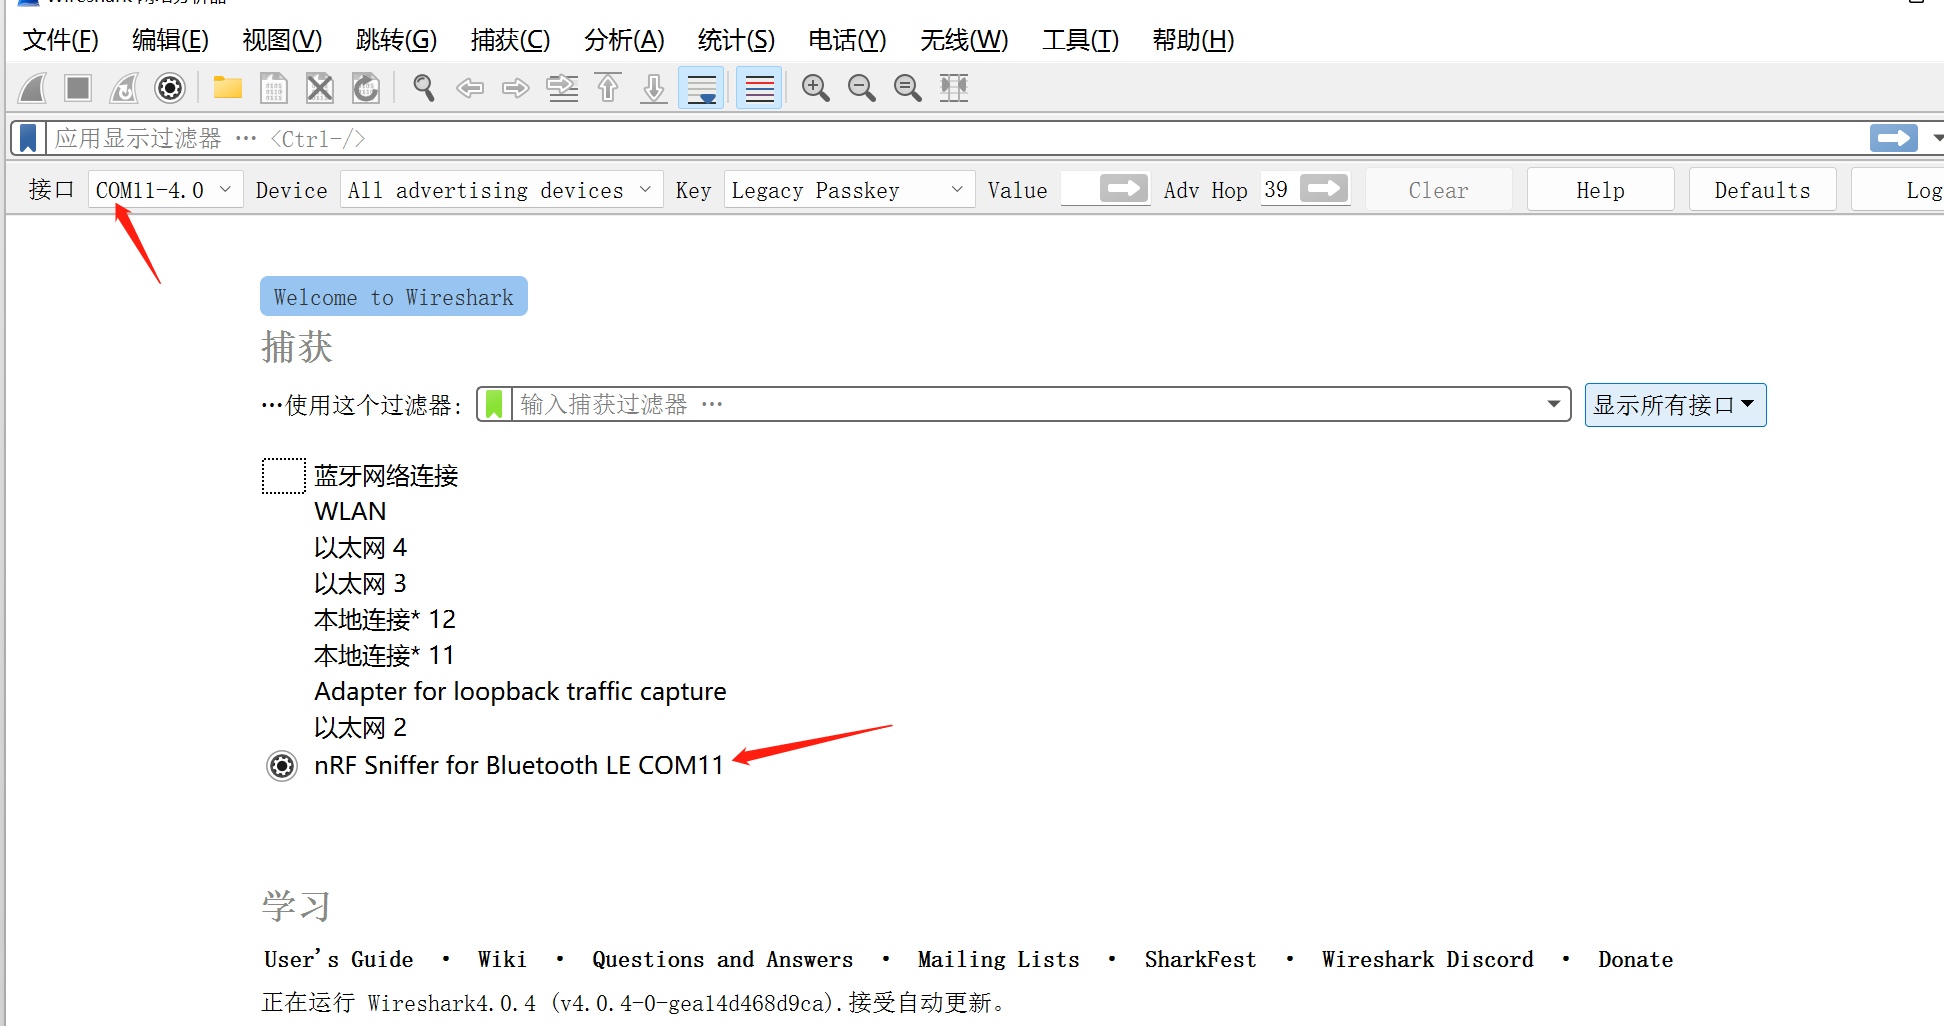 文件(F) 编辑(E) 视图(V) 跳转(G) 捕获(C) 分析(A) 统计(S) 电话(Y) 无线(W) 工具(T) 帮助(H)
应用显示过滤器 … <Ctrl-/>
接口 COM11-4.0 Device All advertising devices Key Legacy Passkey Value Adv Hop 39 Clear Help Defaults Log
Welcome to Wireshark
捕获
…使用这个过滤器: 输入捕获过滤器 … 显示所有接口
蓝牙网络连接
WLAN
以太网 4
以太网 3
本地连接* 12
本地连接* 11
Adapter for loopback traffic capture
以太网 2
nRF Sniffer for Bluetooth LE COM11
学习
User's Guide · Wiki · Questions and Answers · Mailing Lists · SharkFest · Wireshark Discord · Donate
正在运行 Wireshark4.0.4 (v4.0.4-0-gea14d468d9ca).接受自动更新。